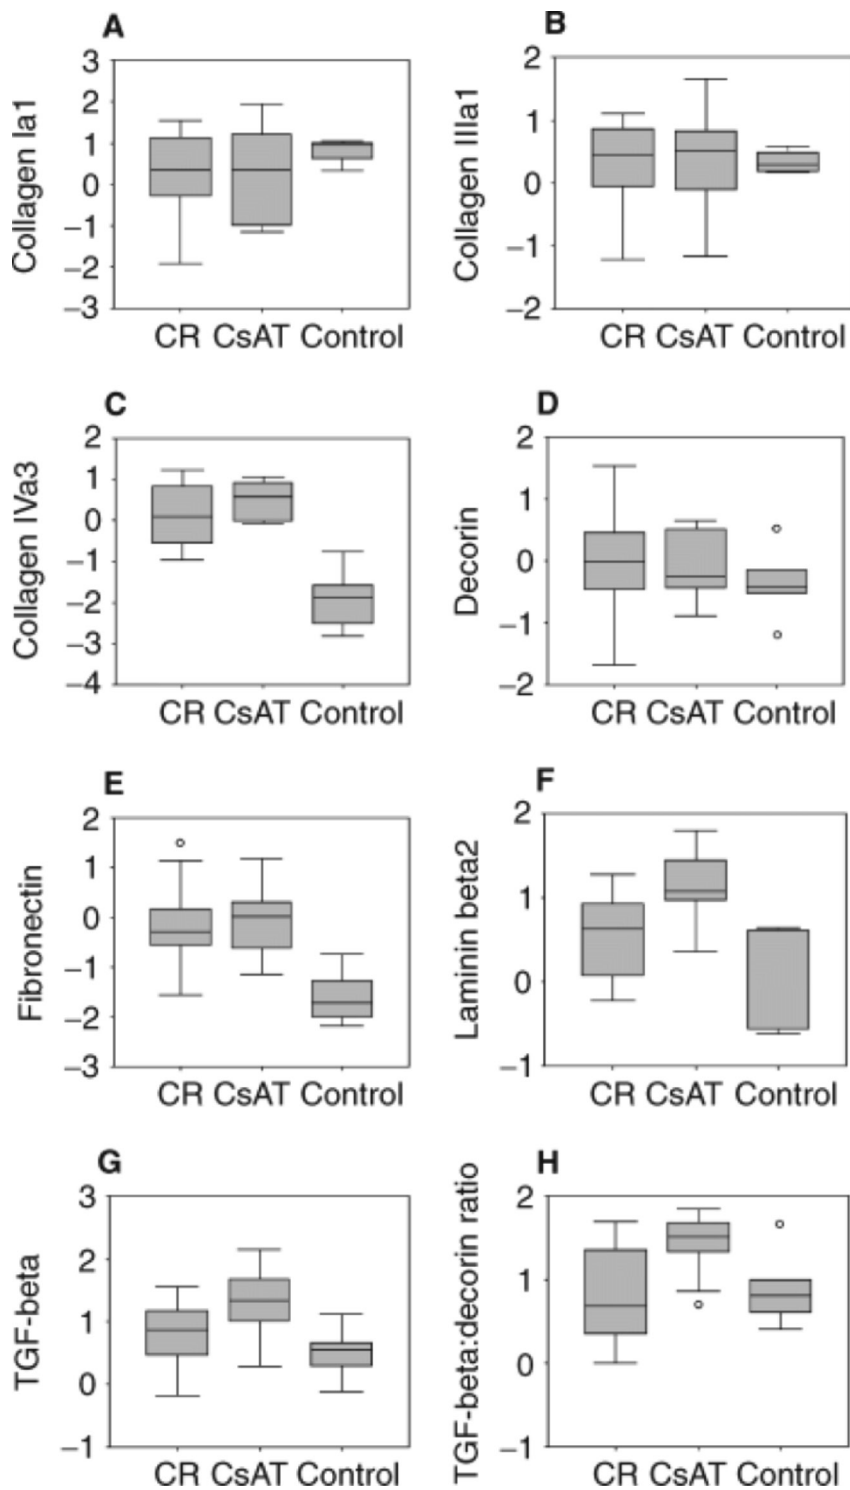 A
Collagen Ia1
3
2
1
0
−1
−2
−3
CR CsAT Control
B
Collagen IIIa1
2
1
0
−1
−2
CR CsAT Control
C
Collagen IVa3
2
1
0
−1
−2
−3
−4
CR CsAT Control
D
Decorin
2
1
0
−1
−2
CR CsAT Control
E
Fibronectin
2
1
0
−1
−2
−3
CR CsAT Control
F
Laminin beta2
2
1
0
−1
CR CsAT Control
G
TGF-beta
3
2
1
0
−1
CR CsAT Control
H
TGF-beta:decorin ratio
2
1
0
−1
CR CsAT Control